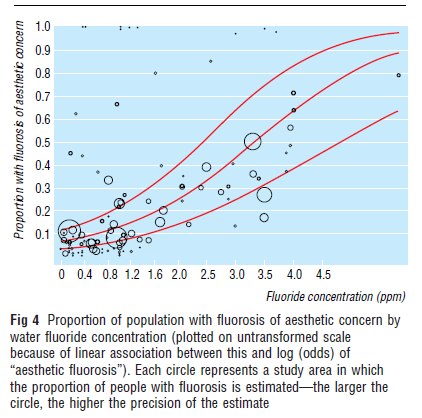 Proportion with fluorosis of aesthetic concern
1.0
0.9
0.8
0.7
0.6
0.5
0.4
0.3
0.2
0.1
0 0.4 0.8 1.2 1.6 2.0 2.5 3.0 3.5 4.0 4.5
Fluoride concentration (ppm)
Fig 4 Proportion of population with fluorosis of aesthetic concern by
water fluoride concentration (plotted on untransformed scale
because of linear association between this and log (odds) of
“aesthetic fluorosis”). Each circle represents a study area in which
the proportion of people with fluorosis is estimated—the larger the
circle, the higher the precision of the estimate